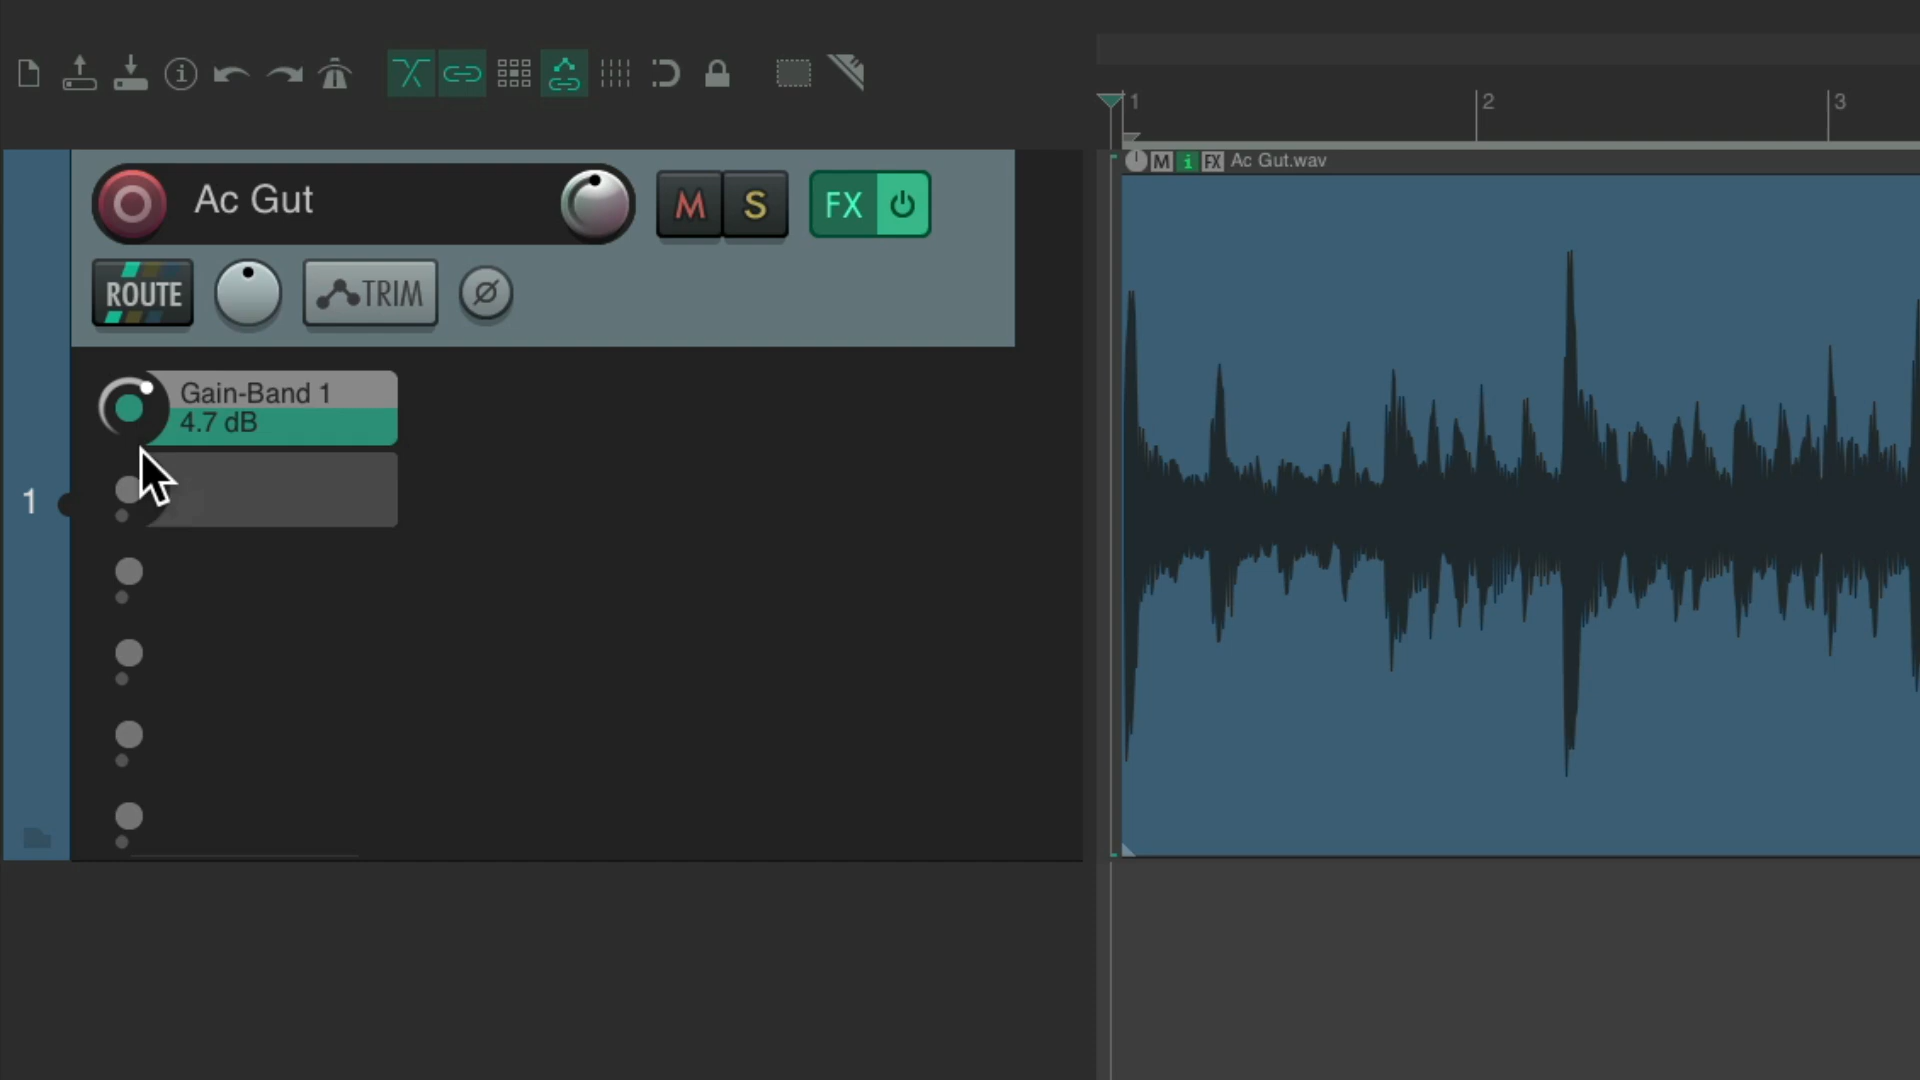 1
2
3
M
i
FX
Ac Gut.wav
Ac Gut
M
S
FX
ROUTE
TRIM
Gain-Band 1
4.7 dB
1